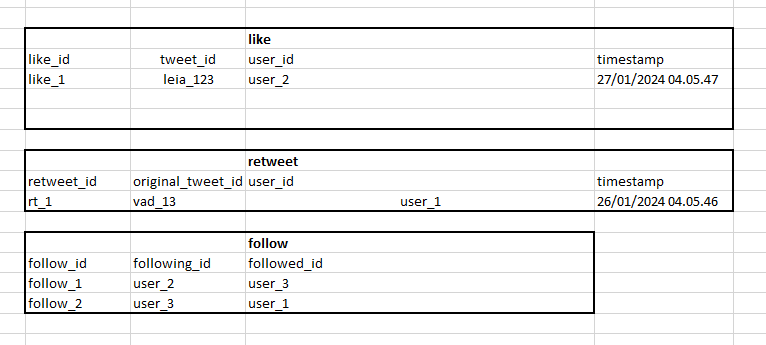 like
like_id tweet_id user_id timestamp
like_1 leia_123 user_2 27/01/2024 04.05.47
retweet
retweet_id original_tweet_id user_id timestamp
rt_1 vad_13 user_1 26/01/2024 04.05.46
follow
follow_id following_id followed_id
follow_1 user_2 user_3
follow_2 user_3 user_1